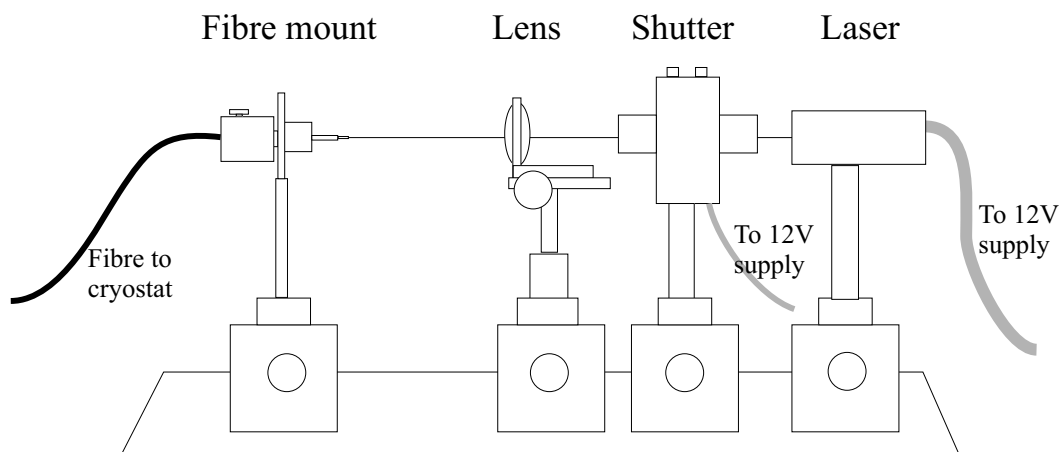 Fibre mount
Lens
Shutter
Laser
Fibre to
cryostat
To 12V
supply
To 12V
supply